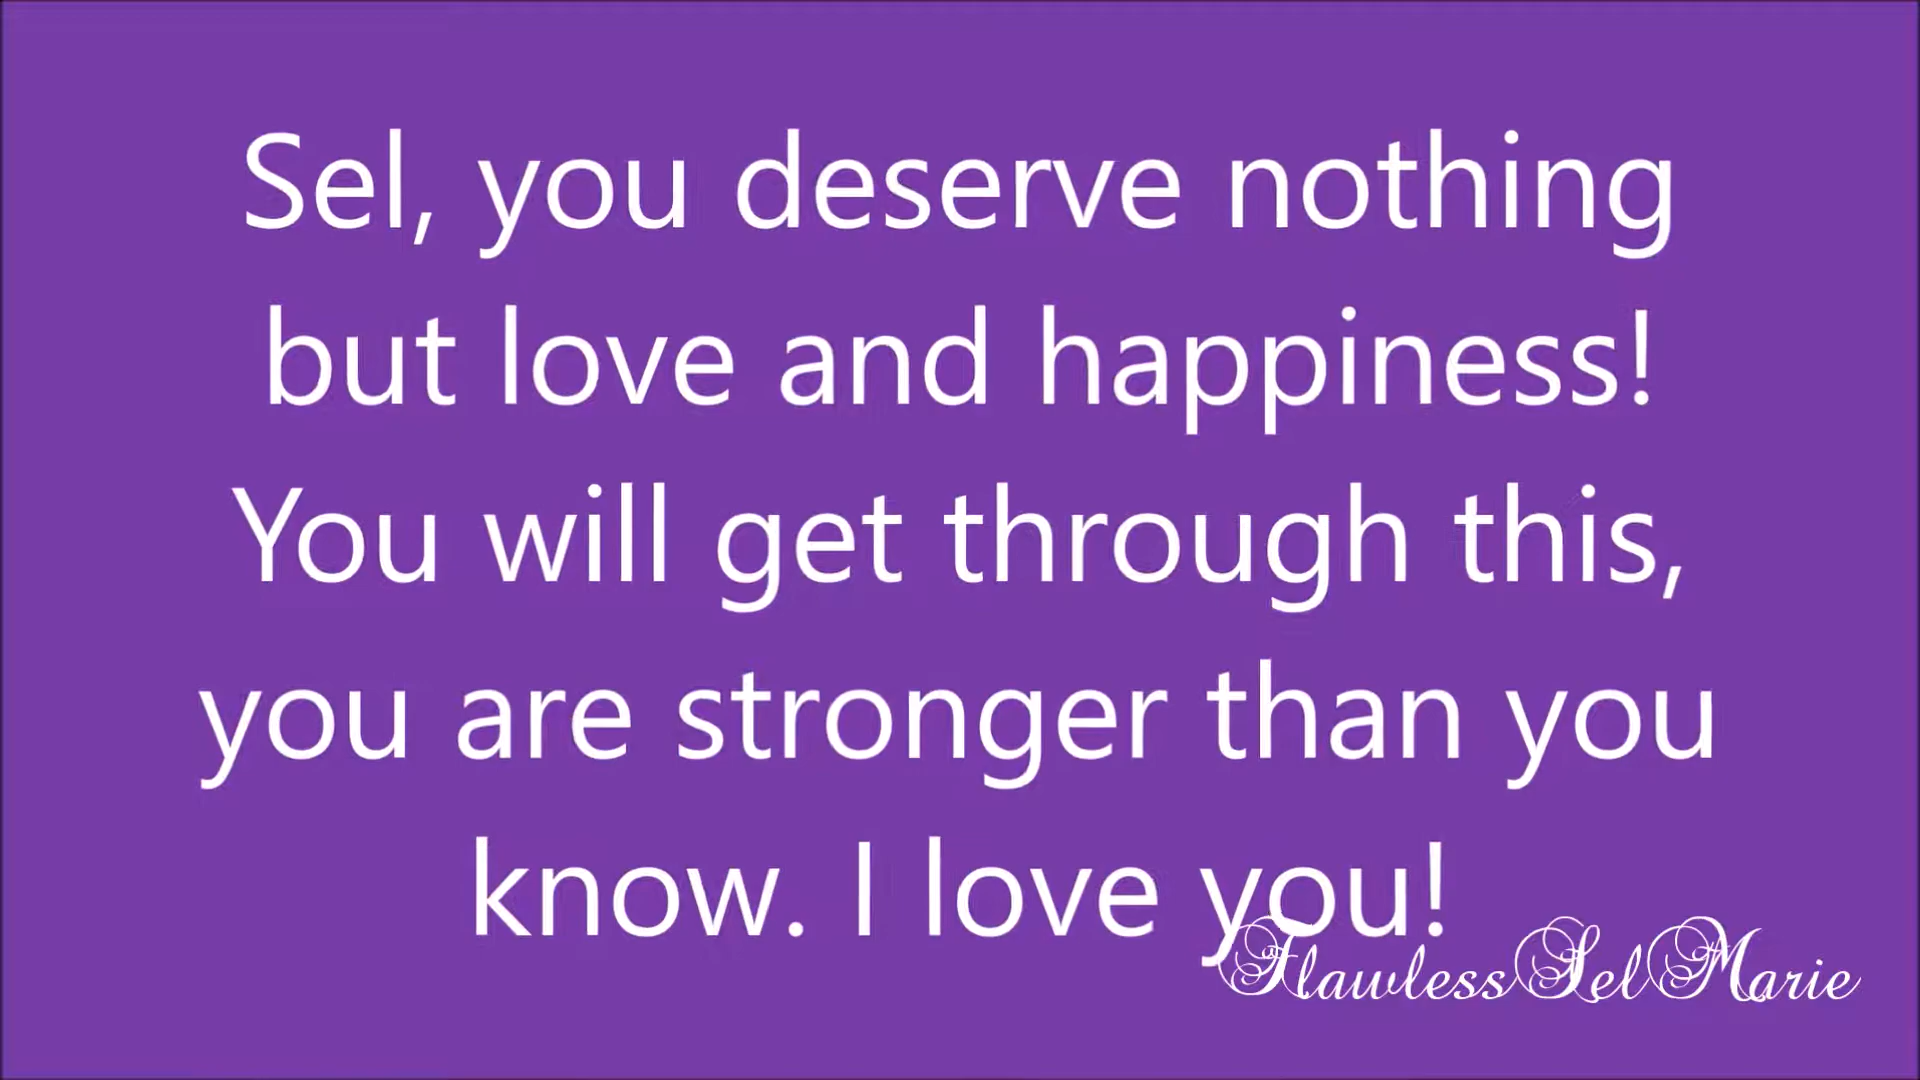 Sel, you deserve nothing
but love and happiness!
You will get through this,
you are stronger than you
know. I love you!
FlawlessSelMarie